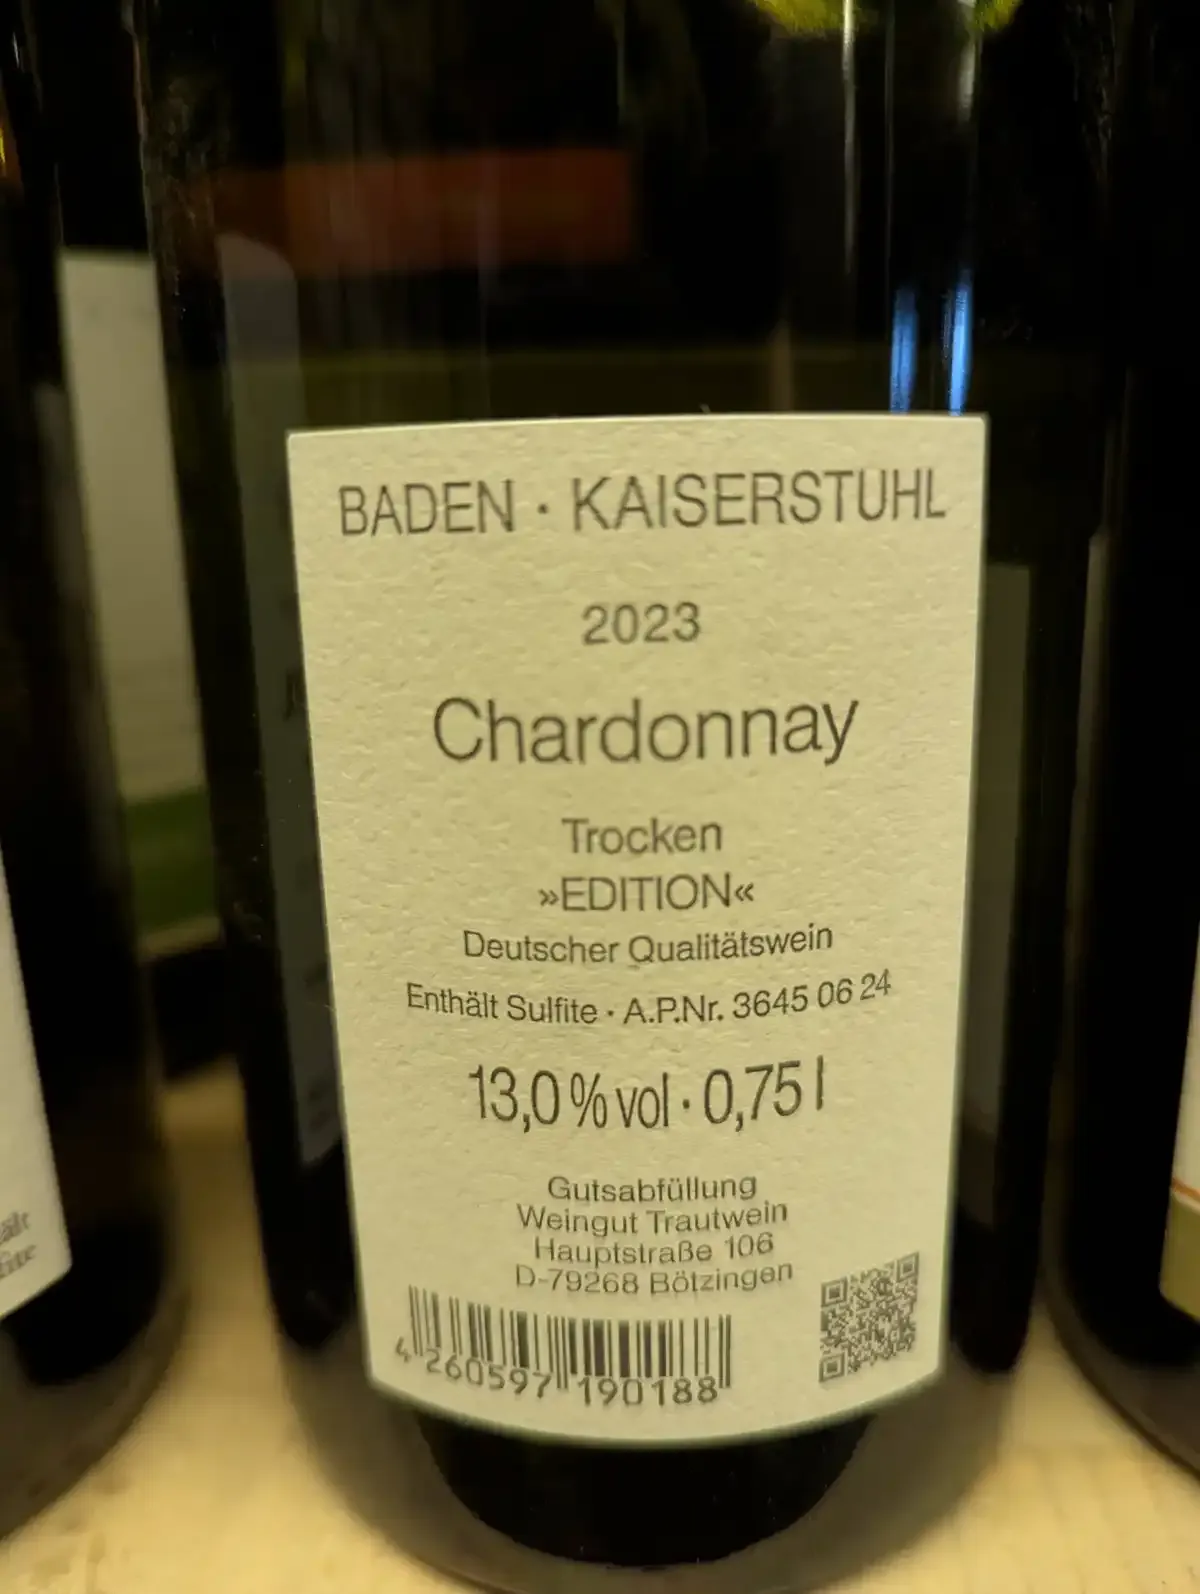 BADEN · KAISERSTUHL
2023
Chardonnay
Trocken
»EDITION«
Deutscher Qualitätswein
Enthält Sulfite · A.P.Nr. 3645 06 24
13,0 % vol · 0,75 l
Gutsabfüllung
Weingut Trautwein
Hauptstraße 106
D-79268 Bötzingen
4 260597 190188